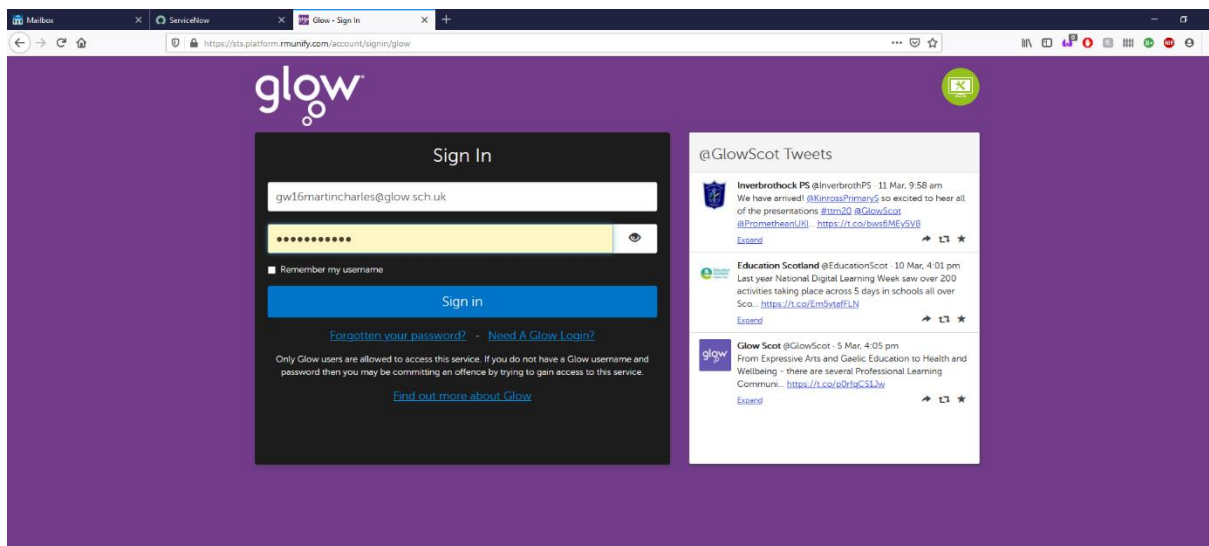 Mailbox
ServiceNow
Glow - Sign In
https://sts.platform.rmunify.com/account/signin/glow
glow
Sign In
gw16martincharles@glow.sch.uk
Remember my username
Sign in
Forgotten your password? - Need A Glow Login?
Only Glow users are allowed to access this service. If you do not have a Glow username and
password then you may be committing an offence by trying to gain access to this service.
Find out more about Glow
@GlowScot Tweets
Inverbrothock PS @InverbrothPS · 11 Mar, 9:58 am
We have arrived! @KinrossPrimaryS so excited to hear all
of the presentations #ttm20 @GlowScot
@PrometheanUKI... https://t.co/bws6MEy5V8
Expand
Education Scotland @EducationScot · 10 Mar, 4:01 pm
Last year National Digital Learning Week saw over 200
activities taking place across 5 days in schools all over
Sco... https://t.co/Em5ytafFLN
Expand
glow
Glow Scot @GlowScot · 5 Mar, 4:05 pm
From Expressive Arts and Gaelic Education to Health and
Wellbeing - there are several Professional Learning
Communi... https://t.co/p0rfqCS1Jw
Expand